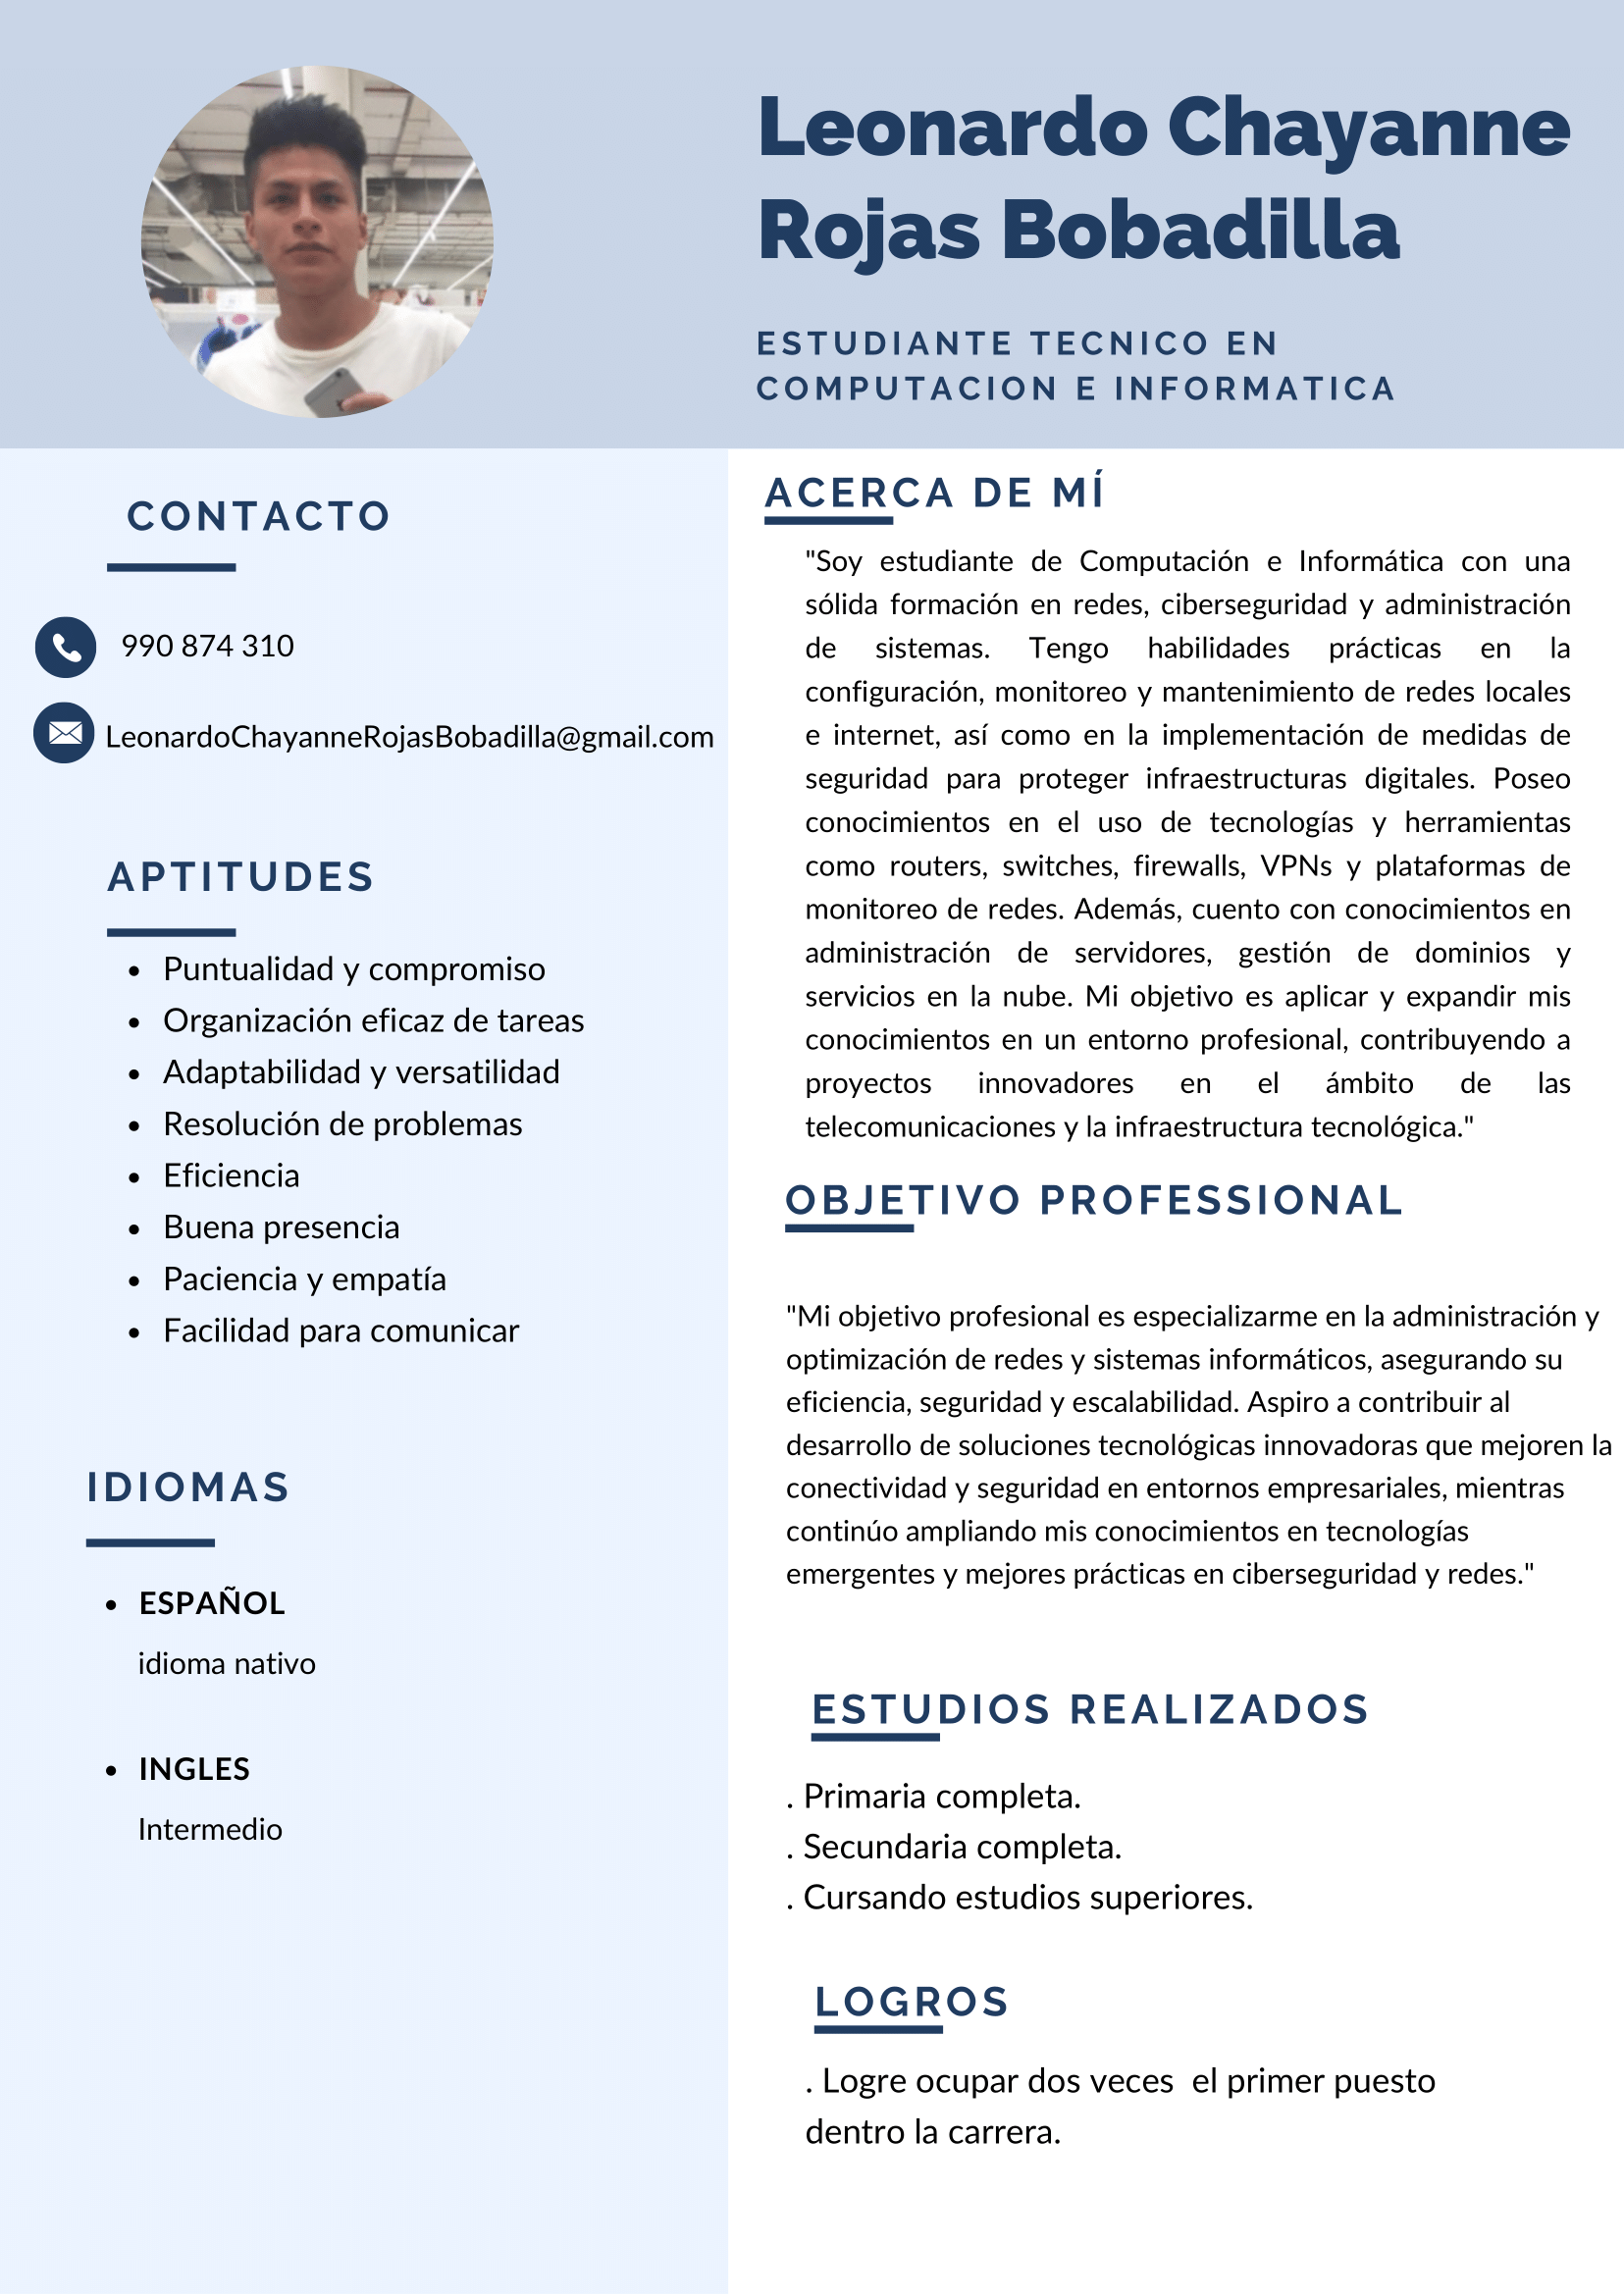 Leonardo Chayanne
Rojas Bobadilla
ESTUDIANTE TECNICO EN
COMPUTACION E INFORMATICA
CONTACTO
990 874 310
LeonardoChayanneRojasBobadilla@gmail.com
APTITUDES
• Puntualidad y compromiso
• Organización eficaz de tareas
• Adaptabilidad y versatilidad
• Resolución de problemas
• Eficiencia
• Buena presencia
• Paciencia y empatía
• Facilidad para comunicar
IDIOMAS
• ESPAÑOL
idioma nativo
• INGLES
Intermedio
ACERCA DE MÍ
"Soy estudiante de Computación e Informática con una
sólida formación en redes, ciberseguridad y administración
de sistemas. Tengo habilidades prácticas en la
configuración, monitoreo y mantenimiento de redes locales
e internet, así como en la implementación de medidas de
seguridad para proteger infraestructuras digitales. Poseo
conocimientos en el uso de tecnologías y herramientas
como routers, switches, firewalls, VPNs y plataformas de
monitoreo de redes. Además, cuento con conocimientos en
administración de servidores, gestión de dominios y
servicios en la nube. Mi objetivo es aplicar y expandir mis
conocimientos en un entorno profesional, contribuyendo a
proyectos innovadores en el ámbito de las
telecomunicaciones y la infraestructura tecnológica."
OBJETIVO PROFESSIONAL
"Mi objetivo profesional es especializarme en la administración y
optimización de redes y sistemas informáticos, asegurando su
eficiencia, seguridad y escalabilidad. Aspiro a contribuir al
desarrollo de soluciones tecnológicas innovadoras que mejoren la
conectividad y seguridad en entornos empresariales, mientras
continúo ampliando mis conocimientos en tecnologías
emergentes y mejores prácticas en ciberseguridad y redes."
ESTUDIOS REALIZADOS
. Primaria completa.
. Secundaria completa.
. Cursando estudios superiores.
LOGROS
. Logre ocupar dos veces  el primer puesto
dentro la carrera.